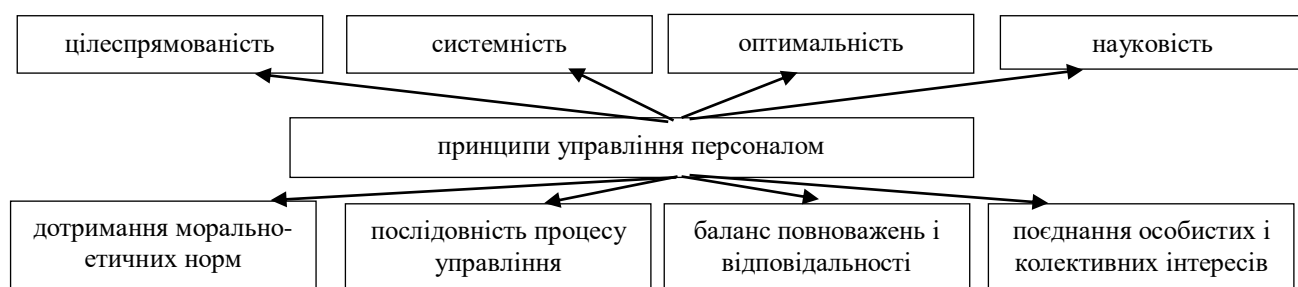 цілеспрямованість
системність
оптимальність
науковість
принципи управління персоналом
дотримання морально-
етичних норм
послідовність процесу
управління
баланс повноважень і
відповідальності
поєднання особистих і
колективних інтересів